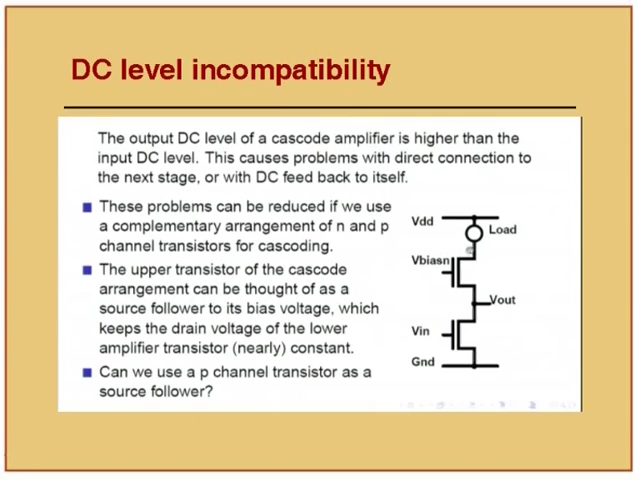 DC level incompatibility
The output DC level of a cascode amplifier is higher than the
input DC level. This causes problems with direct connection to
the next stage, or with DC feed back to itself.
These problems can be reduced if we use
a complementary arrangement of n and p
channel transistors for cascoding.
The upper transistor of the cascode
arrangement can be thought of as a
source follower to its bias voltage, which
keeps the drain voltage of the lower
amplifier transistor (nearly) constant.
Can we use a p channel transistor as a
source follower?
Vdd
Load
Vbiasn
Vout
Vin
Gnd